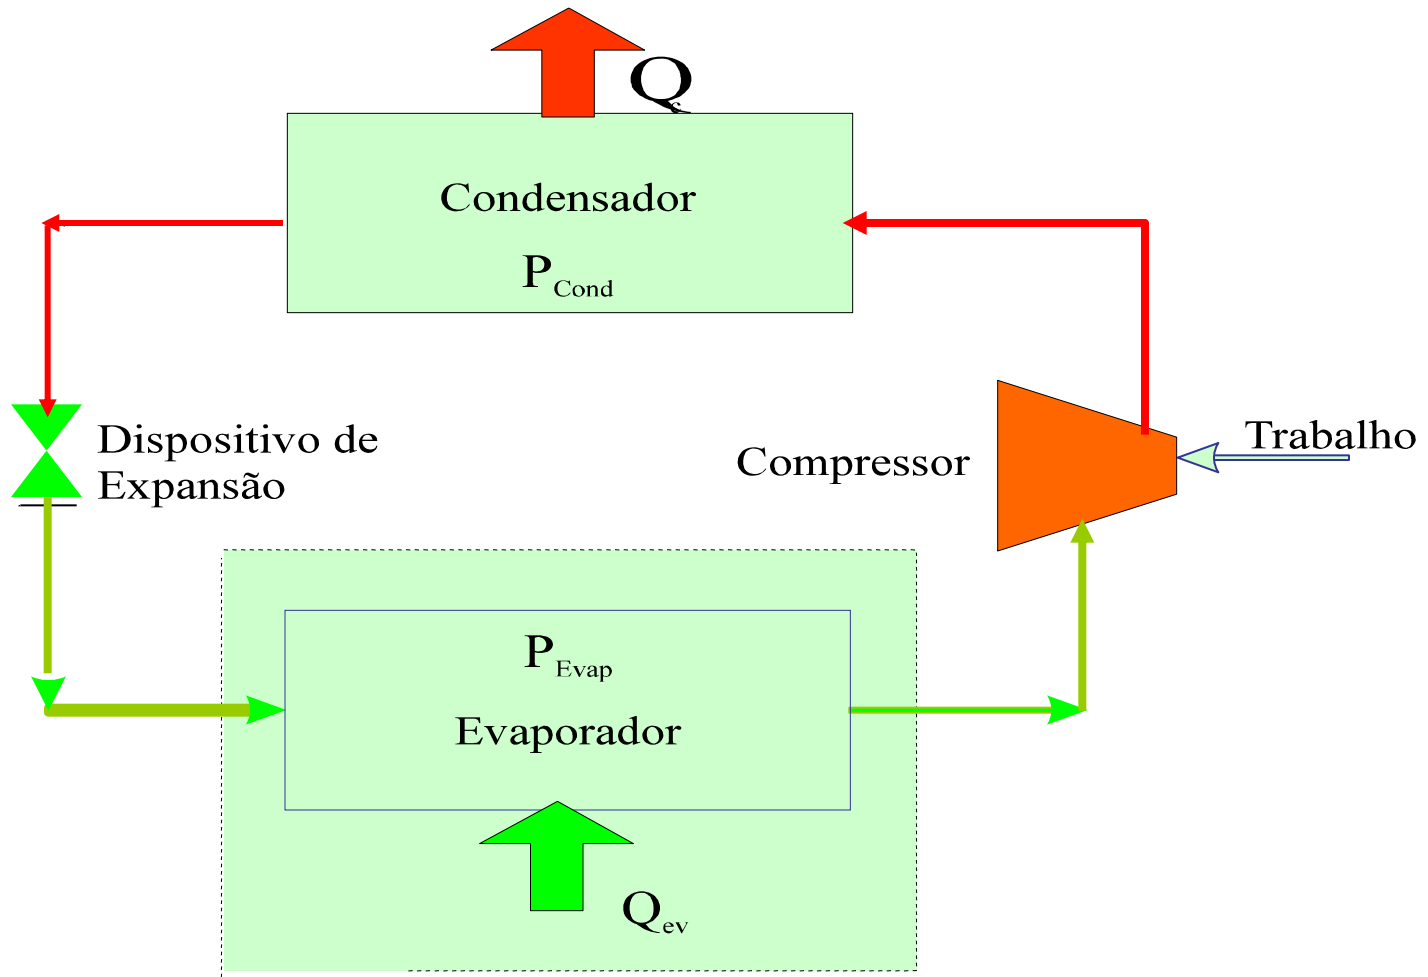 Qc
Condensador
PCond
Dispositivo de
Expansão
Compressor
Trabalho
PEvap
Evaporador
Qev